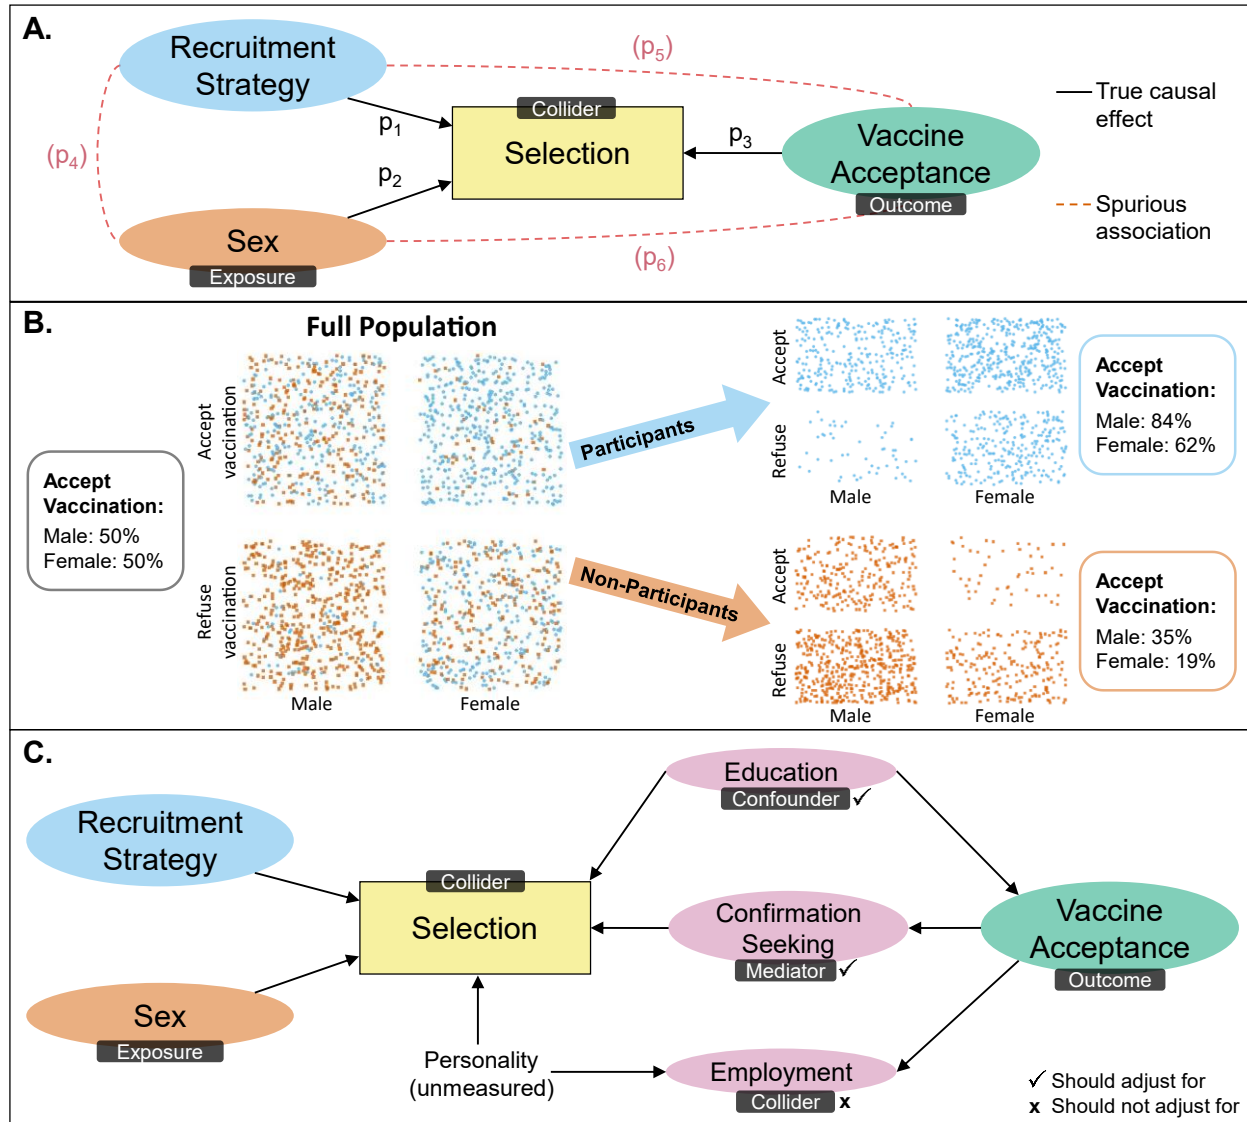 A.
Recruitment
Strategy
(p5)
Collider
Selection
p1
p2
p3
(p4)
Vaccine
Acceptance
Outcome
Sex
Exposure
(p6)
True causal
effect
Spurious
association
B.
Full Population
Accept
vaccination
Refuse
vaccination
Male
Female
Accept
Vaccination:
Male: 50%
Female: 50%
Participants
Non-Participants
Accept
Refuse
Male
Female
Accept
Vaccination:
Male: 84%
Female: 62%
Accept
Refuse
Male
Female
Accept
Vaccination:
Male: 35%
Female: 19%
C.
Recruitment
Strategy
Sex
Exposure
Collider
Selection
Personality
(unmeasured)
Education
Confounder ✓
Confirmation
Seeking
Mediator ✓
Employment
Collider x
Vaccine
Acceptance
Outcome
✓ Should adjust for
x Should not adjust for